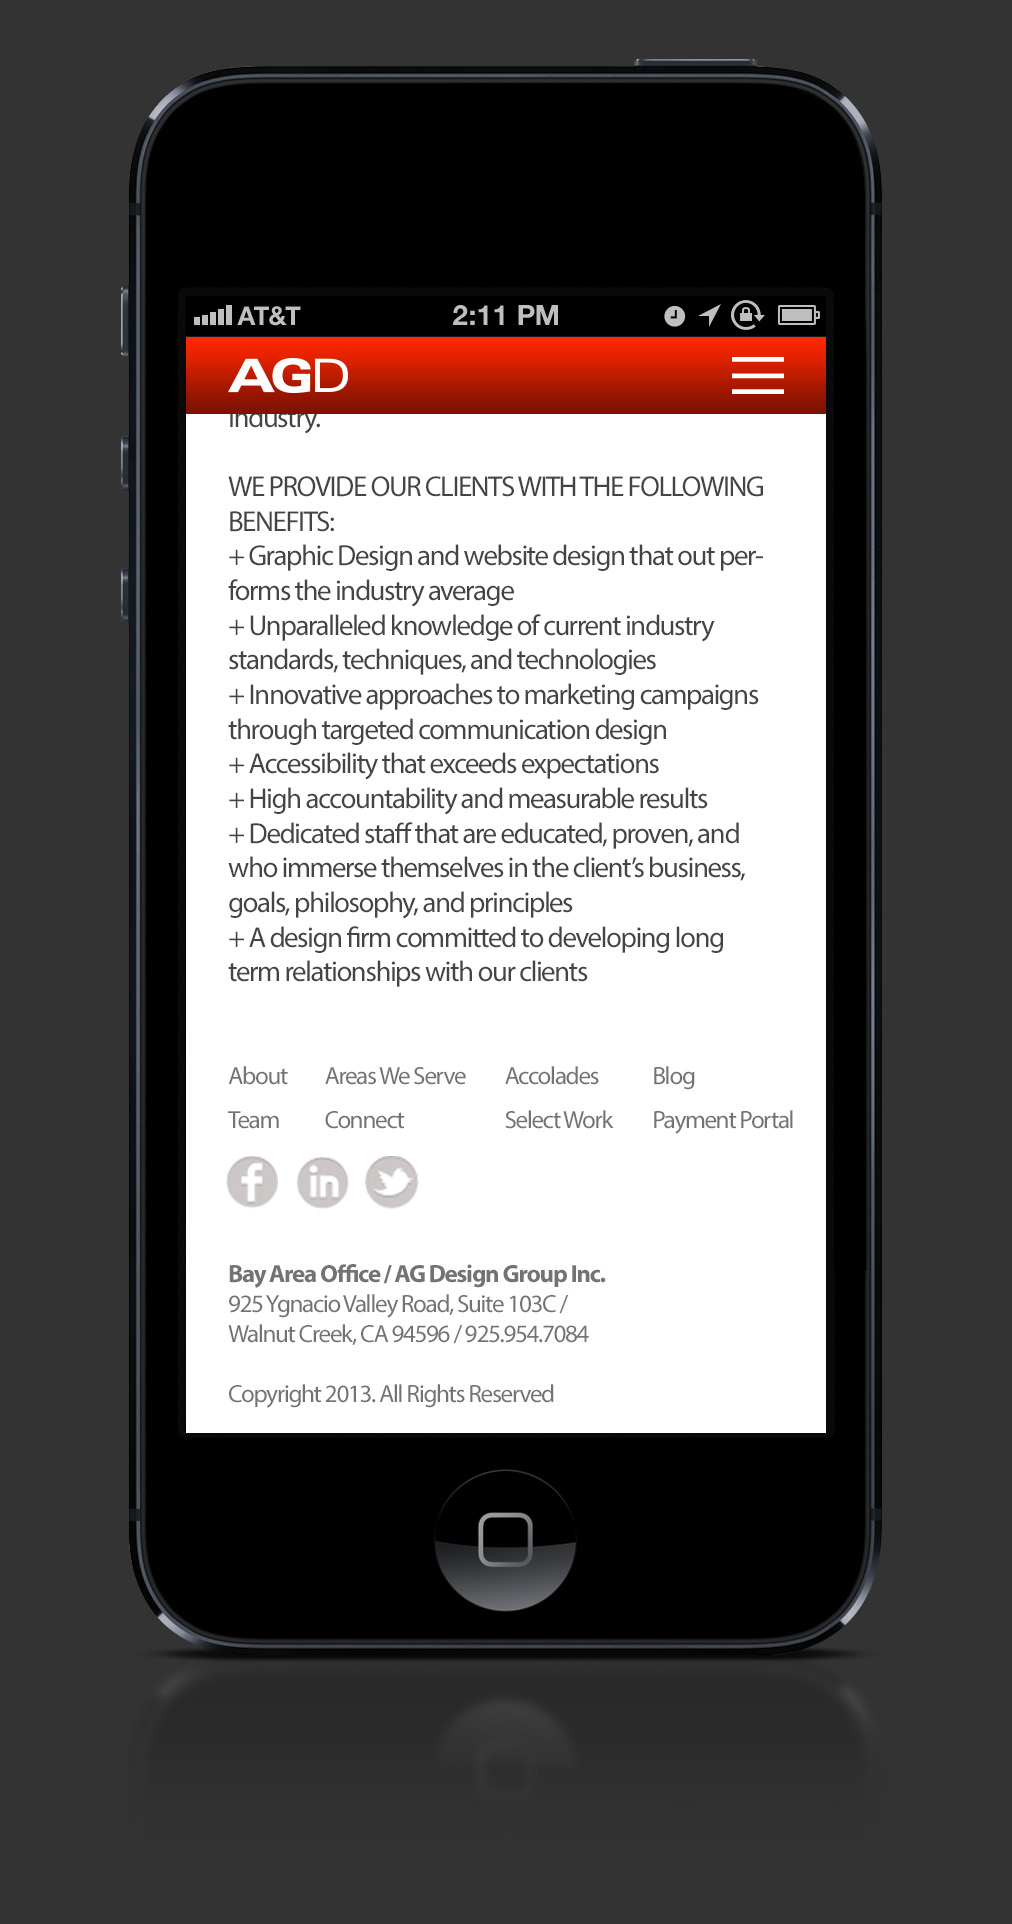 AT&T 2:11 PM
AGD
industry.
WE PROVIDE OUR CLIENTS WITH THE FOLLOWING
BENEFITS:
+ Graphic Design and website design that out per-
forms the industry average
+ Unparalleled knowledge of current industry
standards, techniques, and technologies
+ Innovative approaches to marketing campaigns
through targeted communication design
+ Accessibility that exceeds expectations
+ High accountability and measurable results
+ Dedicated staff that are educated, proven, and
who immerse themselves in the client’s business,
goals, philosophy, and principles
+ A design firm committed to developing long
term relationships with our clients
About Areas We Serve Accolades Blog
Team Connect Select Work Payment Portal
f in
Bay Area Office / AG Design Group Inc.
925 Ygnacio Valley Road, Suite 103C /
Walnut Creek, CA 94596 / 925.954.7084
Copyright 2013. All Rights Reserved